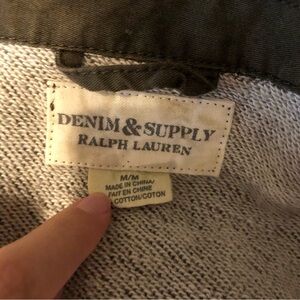 DENIM & SUPPLY
RALPH LAUREN
M/M
MADE IN CHINA/
FAIT EN CHINE
COTTON/COTON